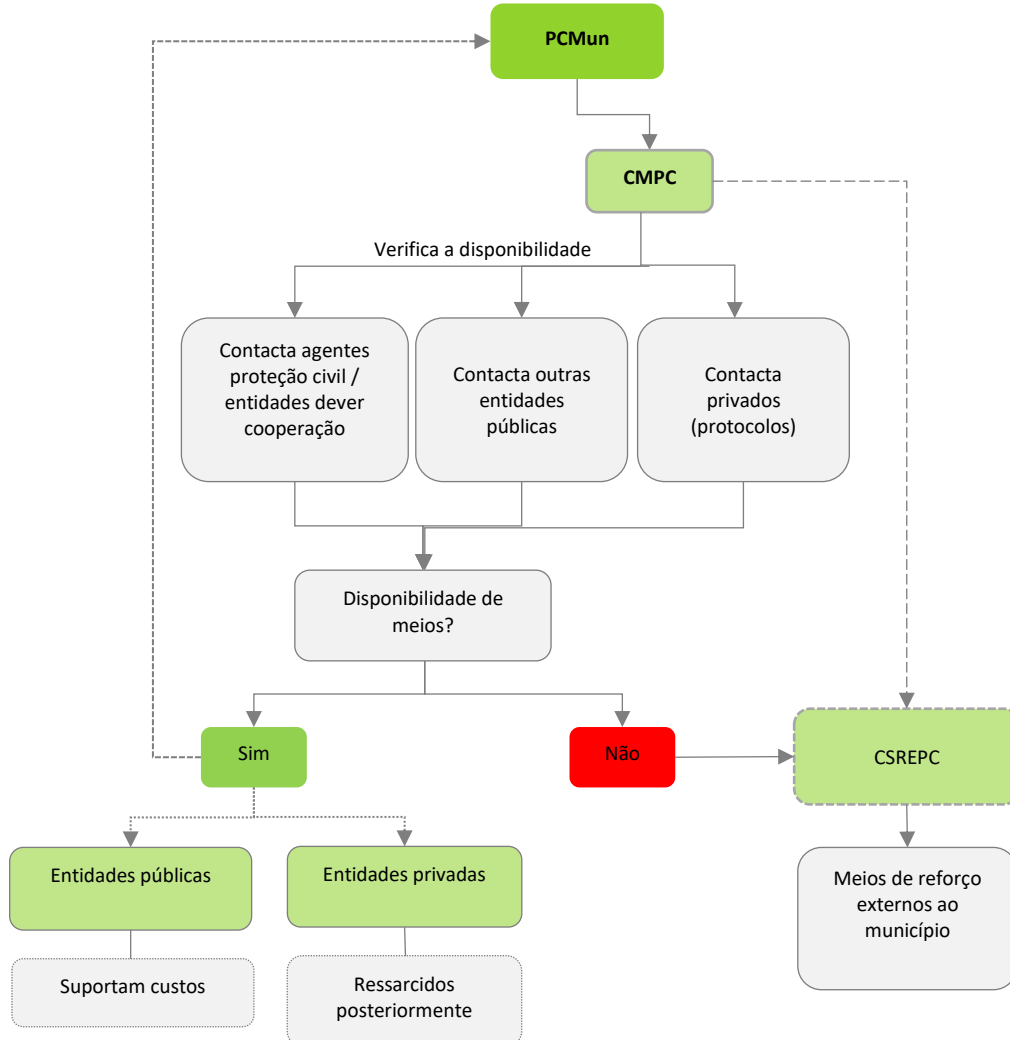 PCMun
CMPC
Verifica a disponibilidade
Contacta agentes
proteção civil /
entidades dever
cooperação
Contacta outras
entidades
públicas
Contacta
privados
(protocolos)
Disponibilidade de
meios?
Sim
Não
CSREPC
Entidades públicas
Entidades privadas
Meios de reforço
externos ao
município
Suportam custos
Ressarcidos
posteriormente